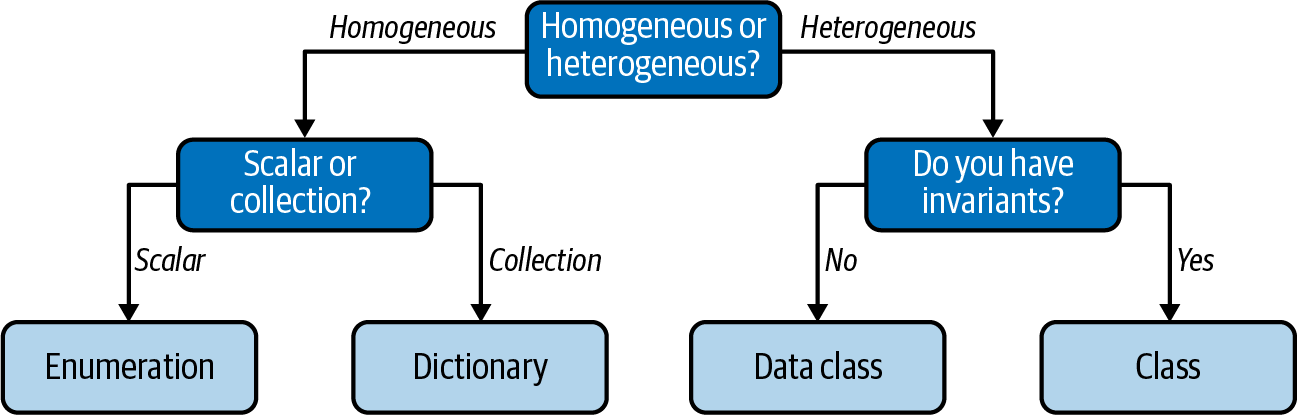 Homogeneous
Homogeneous or
heterogeneous?
Heterogeneous
Scalar or
collection?
Do you have
invariants?
Scalar
Collection
No
Yes
Enumeration
Dictionary
Data class
Class